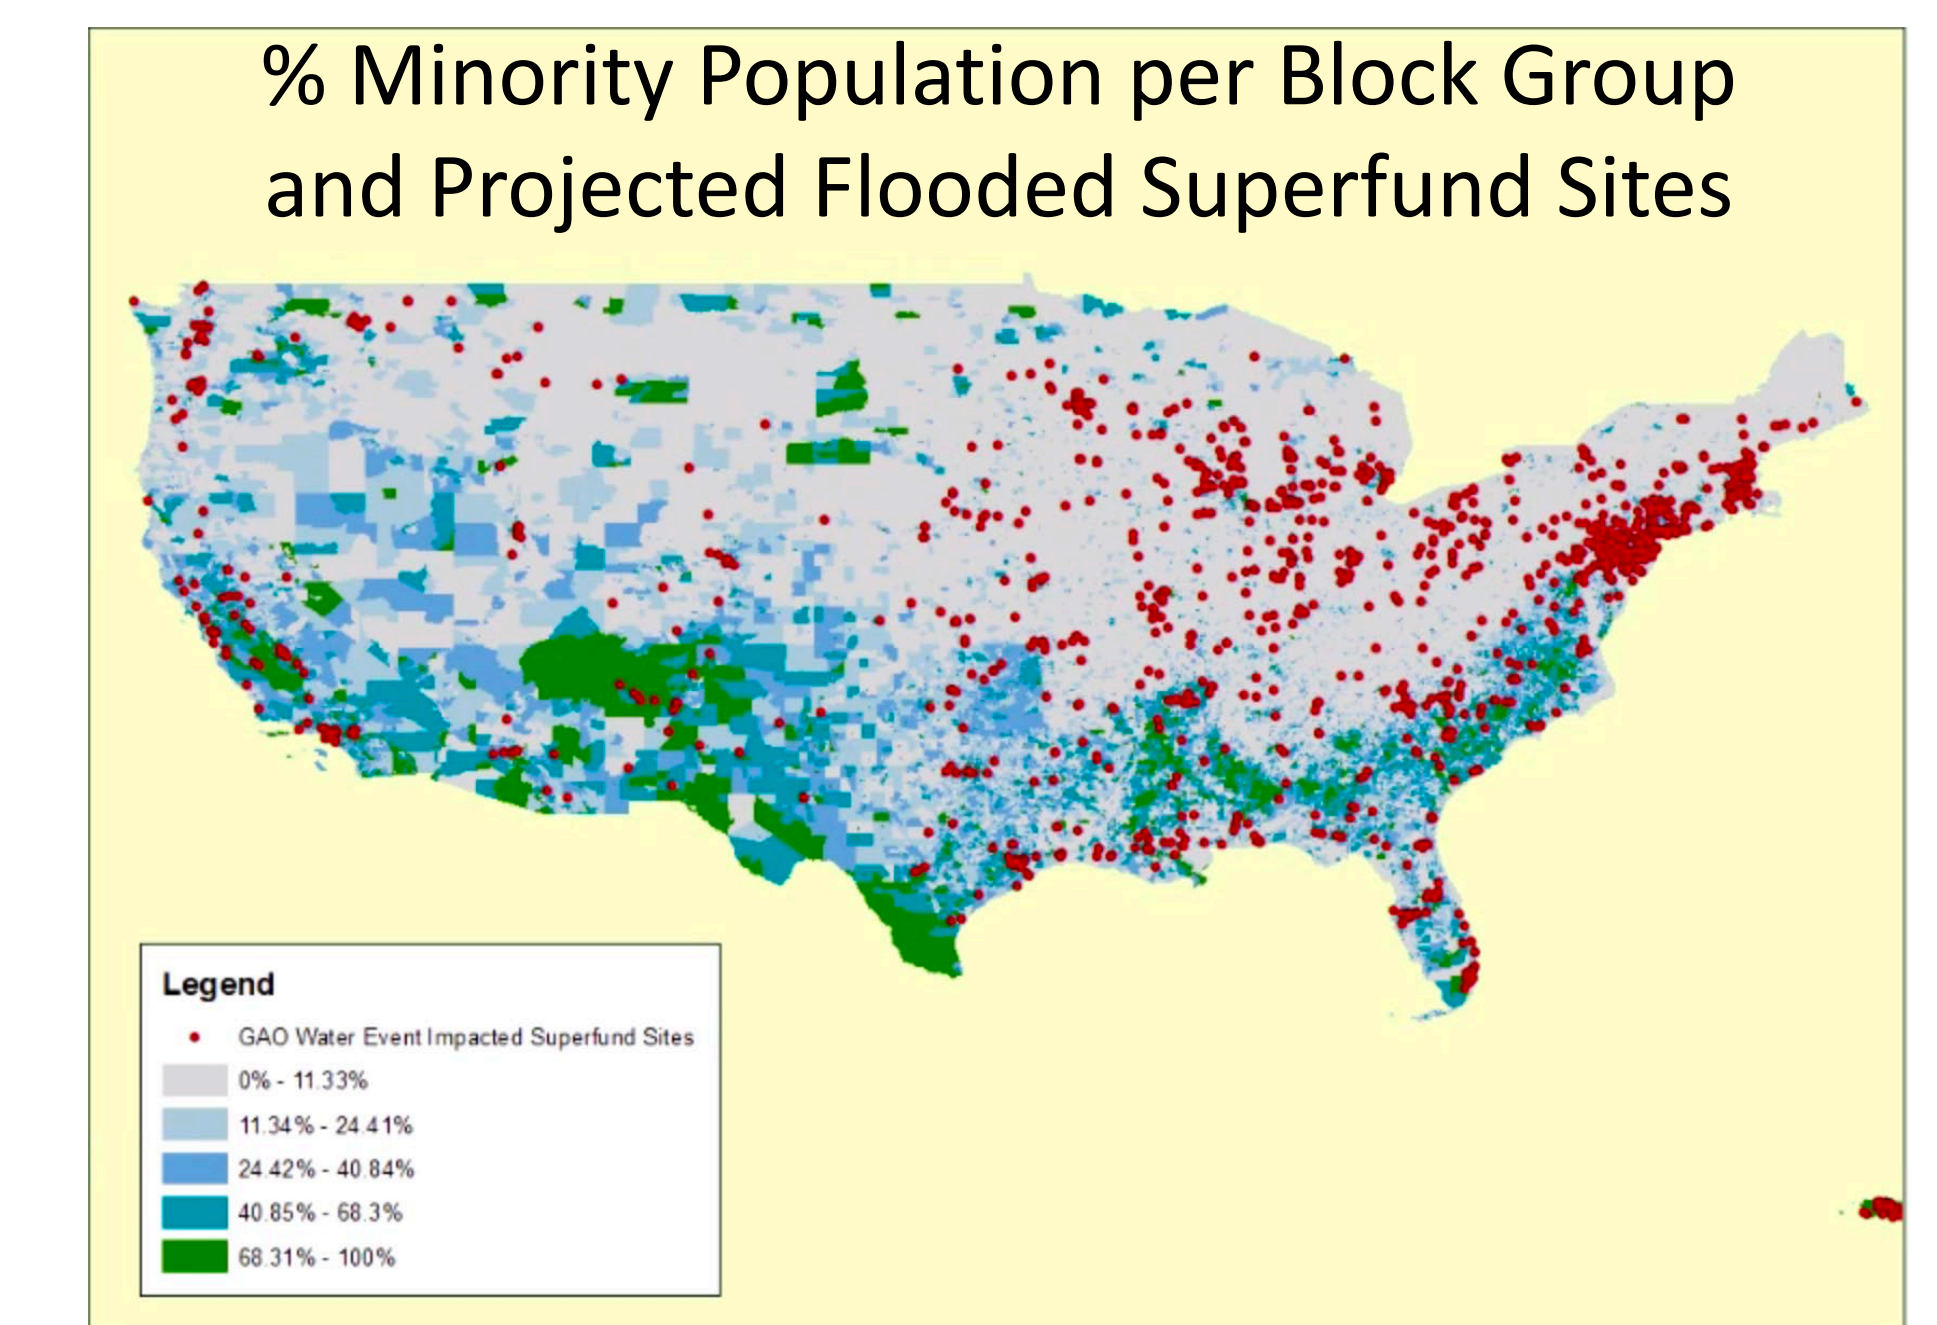 % Minority Population per Block Group
and Projected Flooded Superfund Sites
Legend
GAO Water Event Impacted Superfund Sites
0% - 11.33%
11.34% - 24.41%
24.42% - 40.84%
40.85% - 68.3%
68.31% - 100%